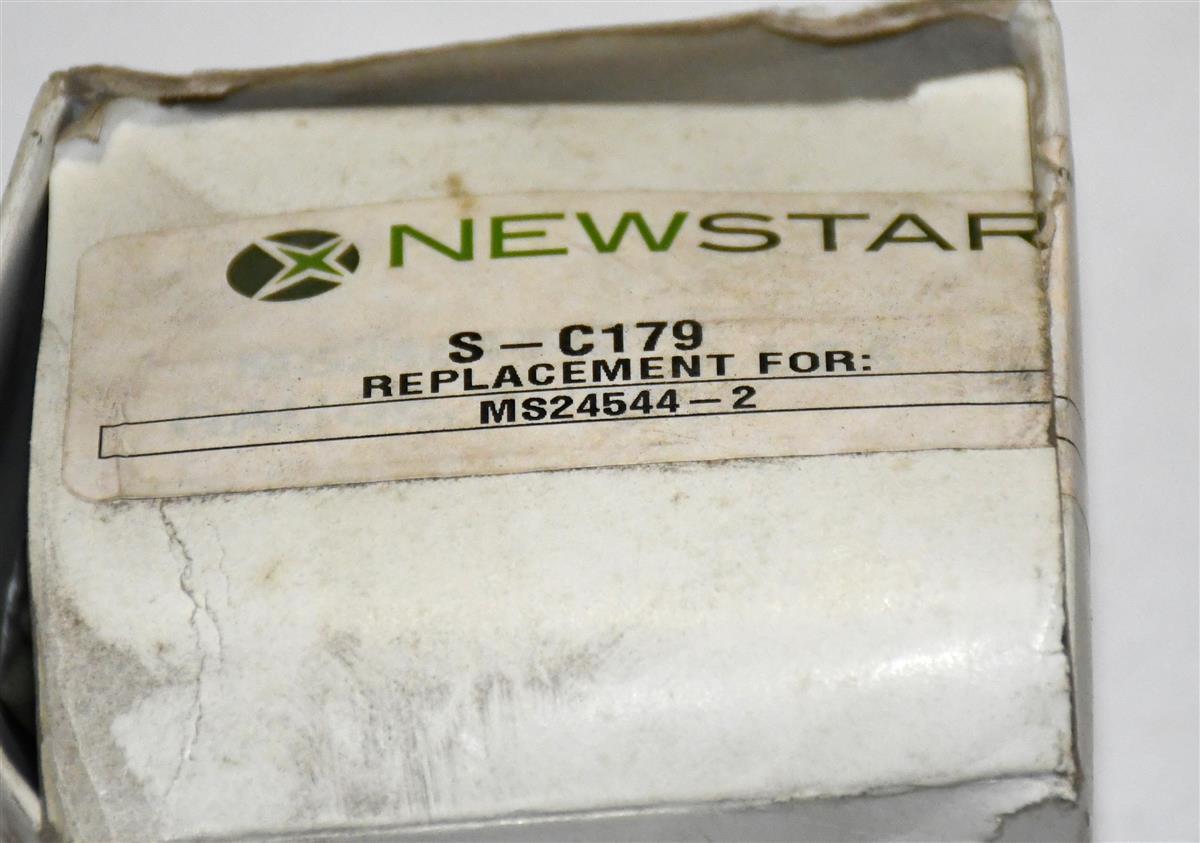 NEWSTAR
S-C179
REPLACEMENT FOR:
MS24544-2